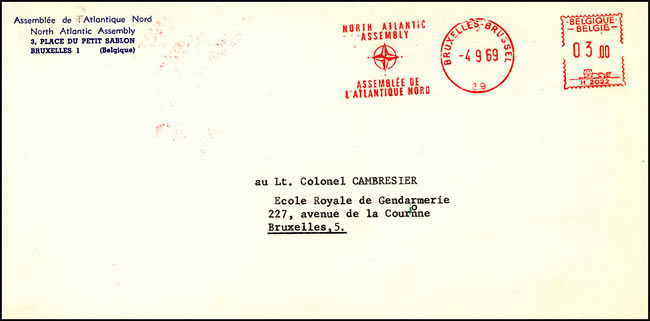 Assemblée de l'Atlantique Nord
North Atlantic Assembly
3, PLACE DU PETIT SABLON
BRUXELLES 1 (Belgique)
NORTH ATLANTIC
ASSEMBLY
ASSEMBLÉE DE
L'ATLANTIQUE NORD
BRUXELLES-BRUSSEL
-4 9 69
29
BELGIQUE
BELGIË
03.00
H 2022
au Lt. Colonel CAMBRESIER
Ecole Royale de Gendarmerie
227, avenue de la Couronne
Bruxelles,5.